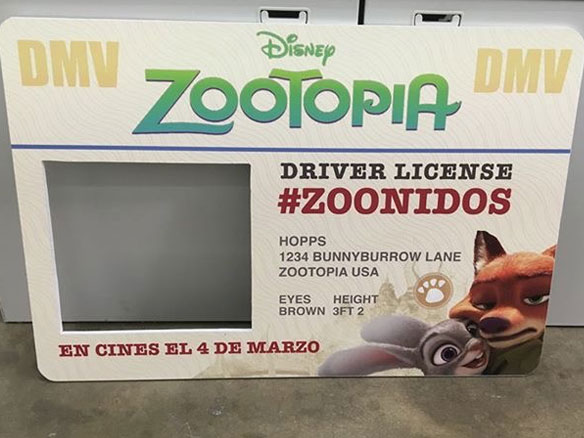 DMV
DISNEY
DMV
ZOOTOPIA
DRIVER LICENSE
#ZOONIDOS
HOPPS
1234 BUNNYBURROW LANE
ZOOTOPIA USA
EYES HEIGHT
BROWN 3FT 2
EN CINES EL 4 DE MARZO